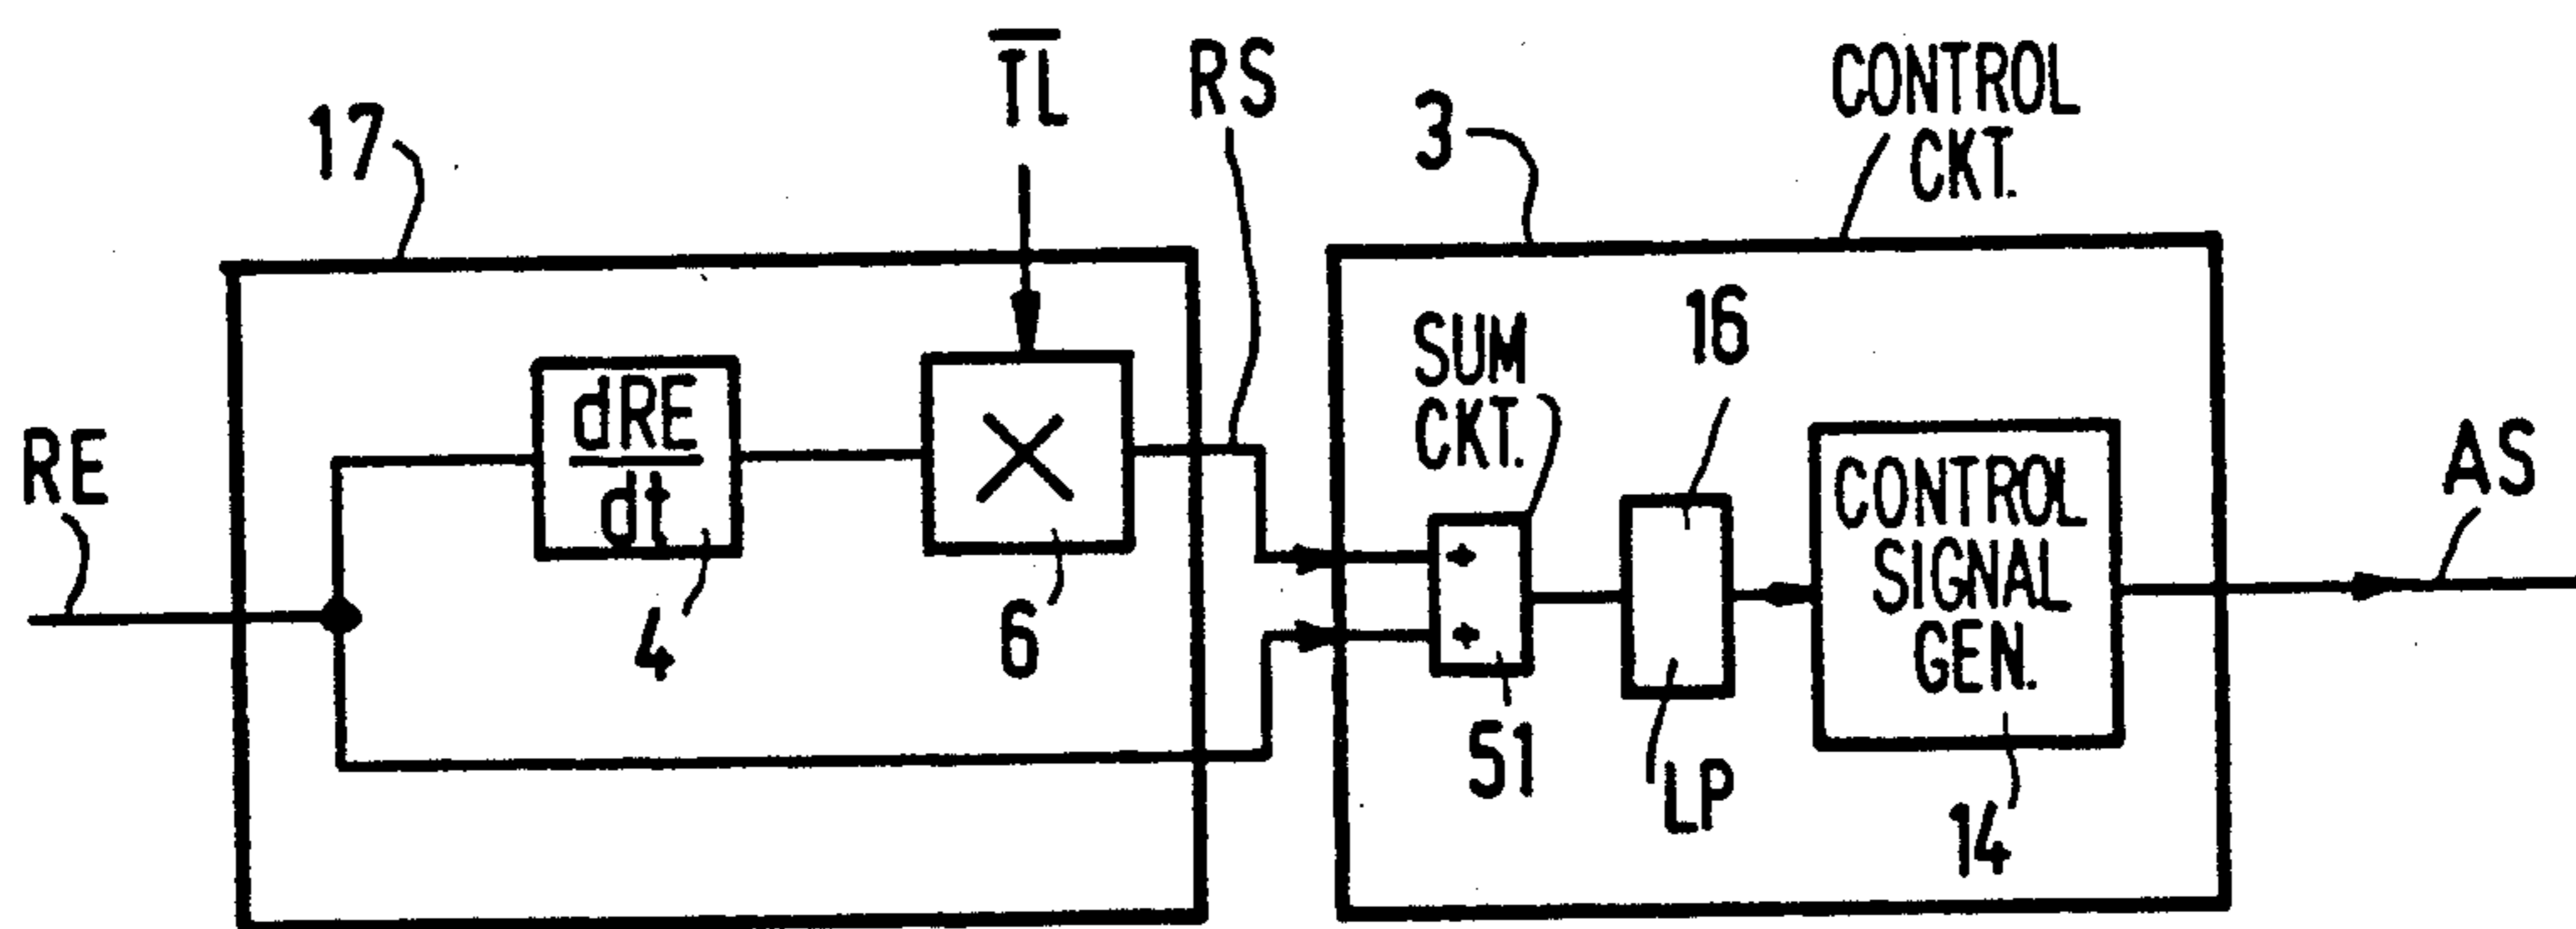 17
T̅L̅
RS
3
CONTROL
CKT.
RE
dRE
dt
4
×
6
SUM
CKT.
+
+
51
16
LP
CONTROL
SIGNAL
GEN.
14
AS